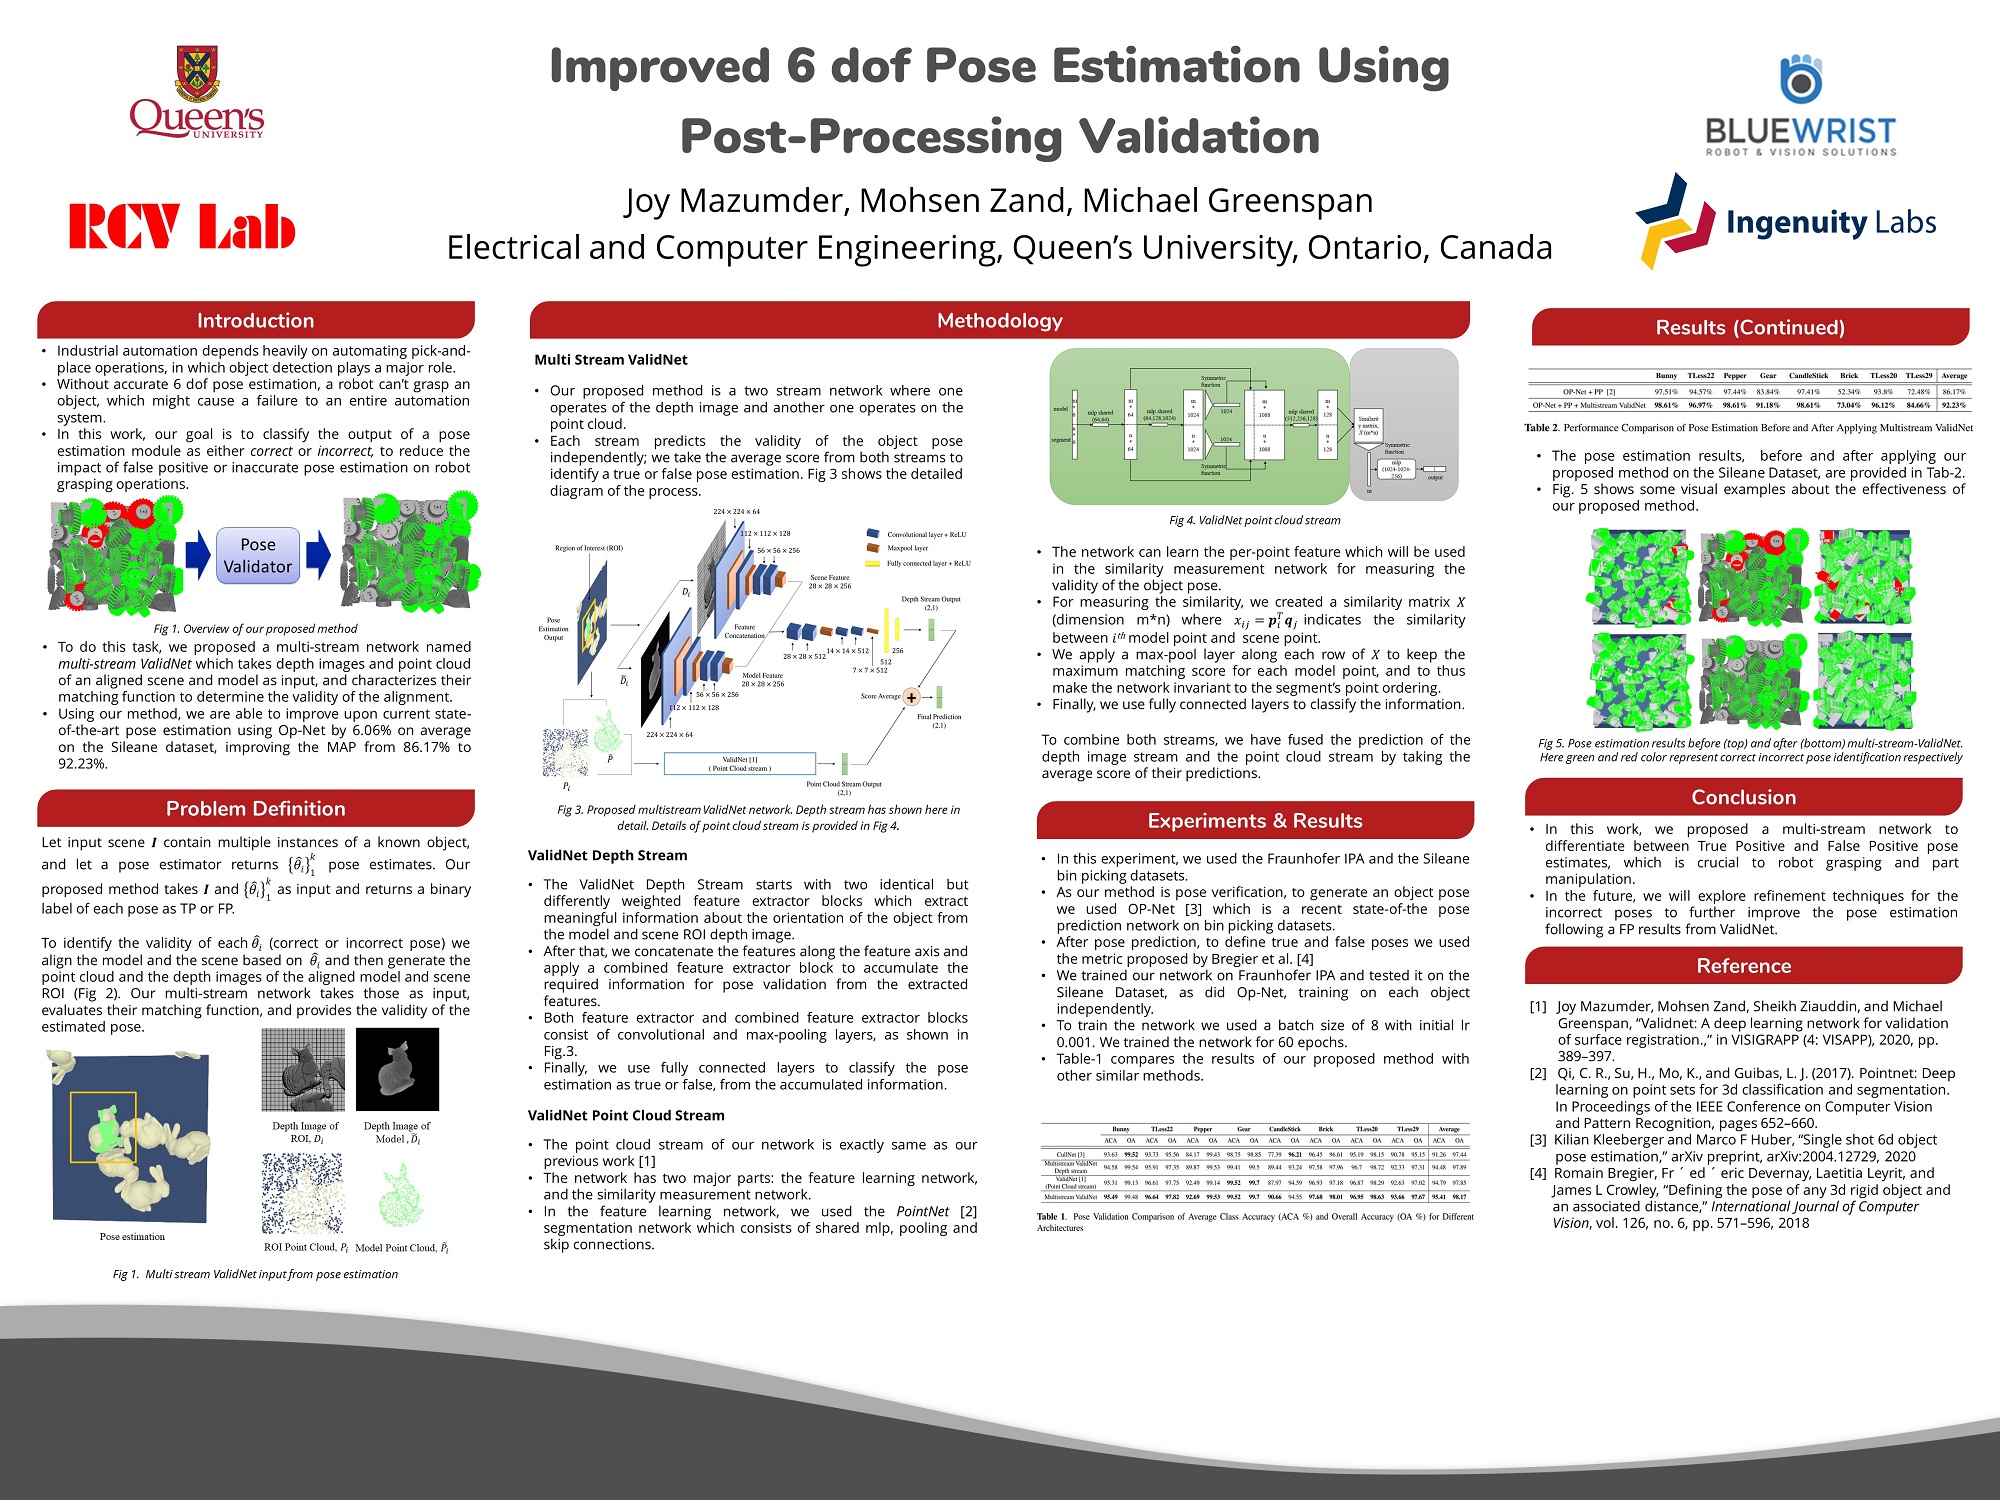 Improved 6 dof Pose Estimation Using
Post-Processing Validation
Joy Mazumder, Mohsen Zand, Michael Greenspan
Electrical and Computer Engineering, Queen's University, Ontario, Canada
Queen's
UNIVERSITY
RCV Lab
BLUEWRIST
ROBOT & VISION SOLUTIONS
Ingenuity Labs
Introduction
• Industrial automation depends heavily on automating pick-and-
place operations, in which object detection plays a major role.
• Without accurate 6 dof pose estimation, a robot can't grasp an
object, which might cause a failure to an entire automation
system.
• In this work, our goal is to classify the output of a pose
estimation module as either correct or incorrect, to reduce the
impact of false positive or inaccurate pose estimation on robot
grasping operations.
Pose
Validator
Fig 1. Overview of our proposed method
• To do this task, we proposed a multi-stream network named
multi-stream ValidNet which takes depth images and point cloud
of an aligned scene and model as input, and characterizes their
matching function to determine the validity of the alignment.
• Using our method, we are able to improve upon current state-
of-the-art pose estimation using Op-Net by 6.06% on average
on the Sileane dataset, improving the MAP from 86.17% to
92.23%.
Problem Definition
Let input scene I contain multiple instances of a known object,
and let a pose estimator returns {θ̂i}₁ᵏ pose estimates. Our
proposed method takes I and {θ̂i}₁ᵏ as input and returns a binary
label of each pose as TP or FP.
To identify the validity of each θ̂i (correct or incorrect pose) we
align the model and the scene based on θ̂i and then generate the
point cloud and the depth images of the aligned model and scene
ROI (Fig 2). Our multi-stream network takes those as input,
evaluates their matching function, and provides the validity of the
estimated pose.
Depth Image of
ROI, Di
Depth Image of
Model, D̃i
Pose estimation
ROI Point Cloud, Pi Model Point Cloud, P̃i
Fig 1. Multi stream ValidNet input from pose estimation
Methodology
Multi Stream ValidNet
• Our proposed method is a two stream network where one
operates of the depth image and another one operates on the
point cloud.
• Each stream predicts the validity of the object pose
independently; we take the average score from both streams to
identify a true or false pose estimation. Fig 3 shows the detailed
diagram of the process.
224 × 224 × 64
112 × 112 × 128
56 × 56 × 256
Region of Interest (ROI)
Convolutional layer + ReLU
Maxpool layer
Fully connected layer + ReLU
Scene Feature
28 × 28 × 256
Di
Depth Stream Output
(2,1)
Pose
Estimation
Output
Feature
Concatenation
28 × 28 × 512
14 × 14 × 512
7 × 7 × 512
512
256
D̃i
Model Feature
28 × 28 × 256
56 × 56 × 256
112 × 112 × 128
224 × 224 × 64
Score Average
+
Final Prediction
(2,1)
P̃
Pi
ValidNet [1]
( Point Cloud stream )
Point Cloud Stream Output
(2,1)
Fig 3. Proposed multistream ValidNet network. Depth stream has shown here in
detail. Details of point cloud stream is provided in Fig 4.
ValidNet Depth Stream
• The ValidNet Depth Stream starts with two identical but
differently weighted feature extractor blocks which extract
meaningful information about the orientation of the object from
the model and scene ROI depth image.
• After that, we concatenate the features along the feature axis and
apply a combined feature extractor block to accumulate the
required information for pose validation from the extracted
features.
• Both feature extractor and combined feature extractor blocks
consist of convolutional and max-pooling layers, as shown in
Fig.3.
• Finally, we use fully connected layers to classify the pose
estimation as true or false, from the accumulated information.
ValidNet Point Cloud Stream
• The point cloud stream of our network is exactly same as our
previous work [1]
• The network has two major parts: the feature learning network,
and the similarity measurement network.
• In the feature learning network, we used the PointNet [2]
segmentation network which consists of shared mlp, pooling and
skip connections.
model
segment
m * 6
n * 6
mlp shared
(64,64)
m * 64
n * 64
mlp shared
(64,128,1024)
m * 1024
n * 1024
Symmetric
function
1024
1024
Symmetric
function
m * 1088
n * 1088
mlp shared
(512,256,128)
m * 128
n * 128
Similarit
y matrix,
X (m*n)
Symmetric
function
m
mlp
(1024-1024-
256)
output
Fig 4. ValidNet point cloud stream
• The network can learn the per-point feature which will be used
in the similarity measurement network for measuring the
validity of the object pose.
• For measuring the similarity, we created a similarity matrix X
(dimension m*n) where xij = piᵀqj indicates the similarity
between iᵗʰ model point and scene point.
• We apply a max-pool layer along each row of X to keep the
maximum matching score for each model point, and to thus
make the network invariant to the segment's point ordering.
• Finally, we use fully connected layers to classify the information.
To combine both streams, we have fused the prediction of the
depth image stream and the point cloud stream by taking the
average score of their predictions.
Experiments & Results
• In this experiment, we used the Fraunhofer IPA and the Sileane
bin picking datasets.
• As our method is pose verification, to generate an object pose
we used OP-Net [3] which is a recent state-of-the pose
prediction network on bin picking datasets.
• After pose prediction, to define true and false poses we used
the metric proposed by Bregier et al. [4]
• We trained our network on Fraunhofer IPA and tested it on the
Sileane Dataset, as did Op-Net, training on each object
independently.
• To train the network we used a batch size of 8 with initial lr
0.001. We trained the network for 60 epochs.
• Table-1 compares the results of our proposed method with
other similar methods.
Bunny TLess22 Pepper Gear CandleStick Brick TLess20 TLess29 Average
ACA OA ACA OA ACA OA ACA OA ACA OA ACA OA ACA OA ACA OA ACA OA
CullNet [3] 93.63 99.52 93.73 95.56 84.17 99.43 98.75 98.85 77.39 96.21 96.45 96.61 95.19 98.15 90.78 95.15 91.26 97.44
Multistream ValidNet
Depth stream 94.58 99.54 95.91 97.35 89.87 99.53 99.41 99.5 89.44 93.24 97.58 97.96 96.7 98.72 92.33 97.31 94.48 97.89
ValidNet [1]
(Point Cloud stream) 95.31 99.13 96.61 97.75 92.49 99.14 99.52 99.7 87.97 94.59 96.93 97.18 96.87 98.29 92.63 97.02 94.79 97.85
Multistream ValidNet 95.49 99.48 96.64 97.82 92.69 99.53 99.52 99.7 90.66 94.55 97.68 98.01 96.95 98.63 93.66 97.67 95.41 98.17
Table 1. Pose Validation Comparison of Average Class Accuracy (ACA %) and Overall Accuracy (OA %) for Different
Architectures
Results (Continued)
Bunny TLess22 Pepper Gear CandleStick Brick TLess20 TLess29 Average
OP-Net + PP [2] 97.51% 94.57% 97.44% 83.84% 97.41% 52.34% 93.8% 72.48% 86.17%
OP-Net + PP + Multistream ValidNet 98.61% 96.97% 98.61% 91.18% 98.61% 73.04% 96.12% 84.66% 92.23%
Table 2. Performance Comparison of Pose Estimation Before and After Applying Multistream ValidNet
• The pose estimation results, before and after applying our
proposed method on the Sileane Dataset, are provided in Tab-2.
• Fig. 5 shows some visual examples about the effectiveness of
our proposed method.
Fig 5. Pose estimation results before (top) and after (bottom) multi-stream-ValidNet.
Here green and red color represent correct incorrect pose identification respectively
Conclusion
• In this work, we proposed a multi-stream network to
differentiate between True Positive and False Positive pose
estimates, which is crucial to robot grasping and part
manipulation.
• In the future, we will explore refinement techniques for the
incorrect poses to further improve the pose estimation
following a FP results from ValidNet.
Reference
[1] Joy Mazumder, Mohsen Zand, Sheikh Ziauddin, and Michael
Greenspan, "Validnet: A deep learning network for validation
of surface registration.," in VISIGRAPP (4: VISAPP), 2020, pp.
389–397.
[2] Qi, C. R., Su, H., Mo, K., and Guibas, L. J. (2017). Pointnet: Deep
learning on point sets for 3d classification and segmentation.
In Proceedings of the IEEE Conference on Computer Vision
and Pattern Recognition, pages 652–660.
[3] Kilian Kleeberger and Marco F Huber, "Single shot 6d object
pose estimation," arXiv preprint, arXiv:2004.12729, 2020
[4] Romain Bregier, Fr ´ ed ´ eric Devernay, Laetitia Leyrit, and
James L Crowley, "Defining the pose of any 3d rigid object and
an associated distance," International Journal of Computer
Vision, vol. 126, no. 6, pp. 571–596, 2018